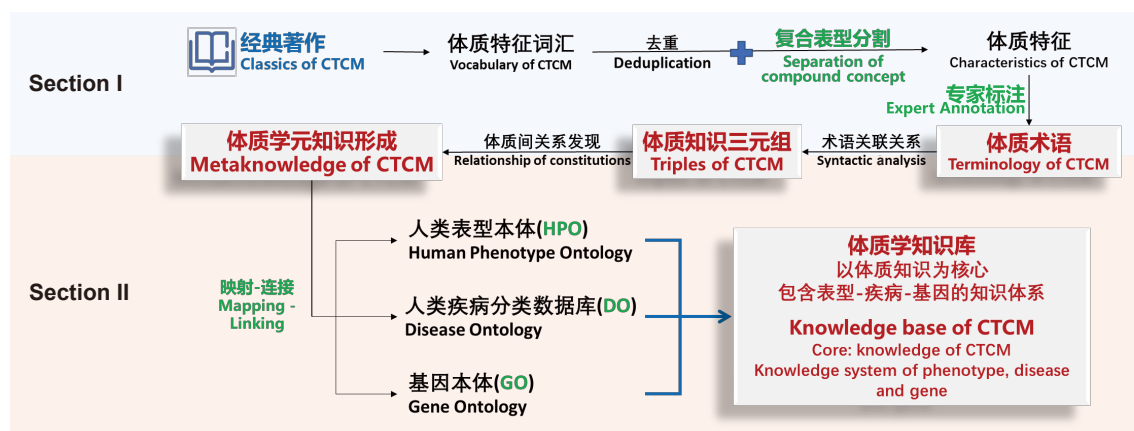 Section I
经典著作
Classics of CTCM
体质特征词汇
Vocabulary of CTCM
去重
Deduplication
复合表型分割
Separation of
compound concept
体质特征
Characteristics of CTCM
专家标注
Expert Annotation
体质术语
Terminology of CTCM
术语关联关系
Syntactic analysis
体质知识三元组
Triples of CTCM
体质间关系发现
Relationship of constitutions
体质学元知识形成
Metaknowledge of CTCM
Section II
映射-连接
Mapping -
Linking
人类表型本体(HPO)
Human Phenotype Ontology
人类疾病分类数据库(DO)
Disease Ontology
基因本体(GO)
Gene Ontology
体质学知识库
以体质知识为核心
包含表型-疾病-基因的知识体系
Knowledge base of CTCM
Core: knowledge of CTCM
Knowledge system of phenotype, disease
and gene